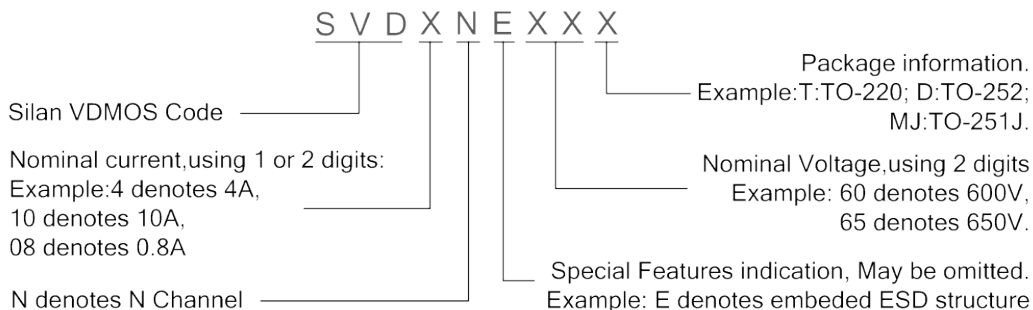 S V D X N E X X X
Package information.
Example:T:TO-220; D:TO-252;
MJ:TO-251J.
Silan VDMOS Code
Nominal current,using 1 or 2 digits:
Example:4 denotes 4A,
10 denotes 10A,
08 denotes 0.8A
Nominal Voltage,using 2 digits
Example: 60 denotes 600V,
65 denotes 650V.
N denotes N Channel
Special Features indication, May be omitted.
Example: E denotes embeded ESD structure